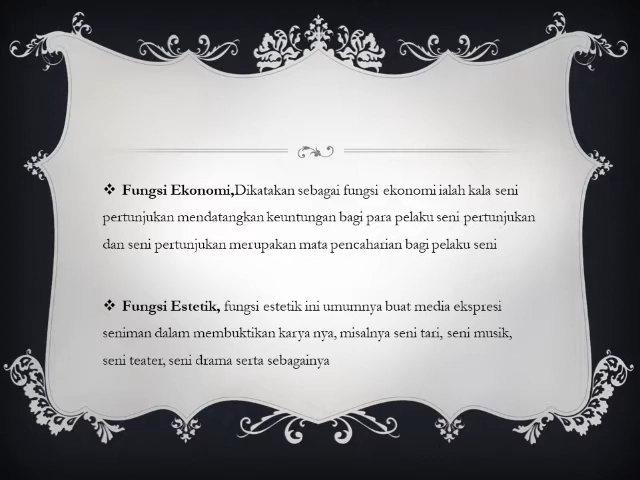 ❖ Fungsi Ekonomi,Dikatakan sebagai fungsi ekonomi ialah kala seni
pertunjukan mendatangkan keuntungan bagi para pelaku seni pertunjukan
dan seni pertunjukan merupakan mata pencaharian bagi pelaku seni
❖ Fungsi Estetik, fungsi estetik ini umumnya buat media ekspresi
seniman dalam membuktikan karya nya, misalnya seni tari, seni musik,
seni teater, seni drama serta sebagainya